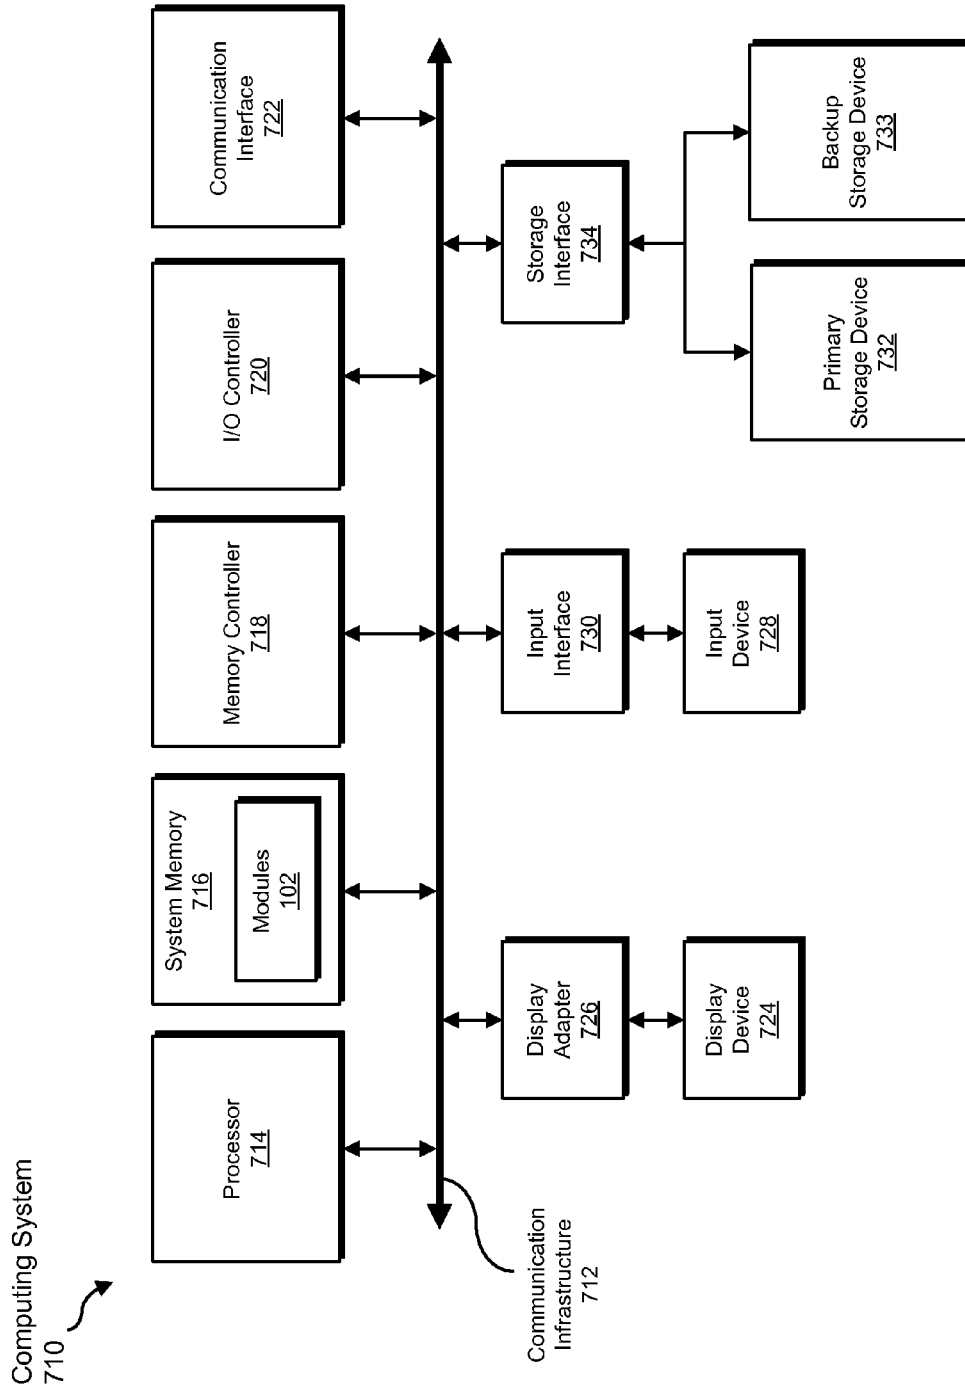 Computing System
710
Processor
714
System Memory
716
Modules
102
Memory Controller
718
I/O Controller
720
Communication
Interface
722
Communication
Infrastructure
712
Display
Adapter
726
Input
Interface
730
Storage
Interface
734
Display
Device
724
Input
Device
728
Primary
Storage Device
732
Backup
Storage Device
733